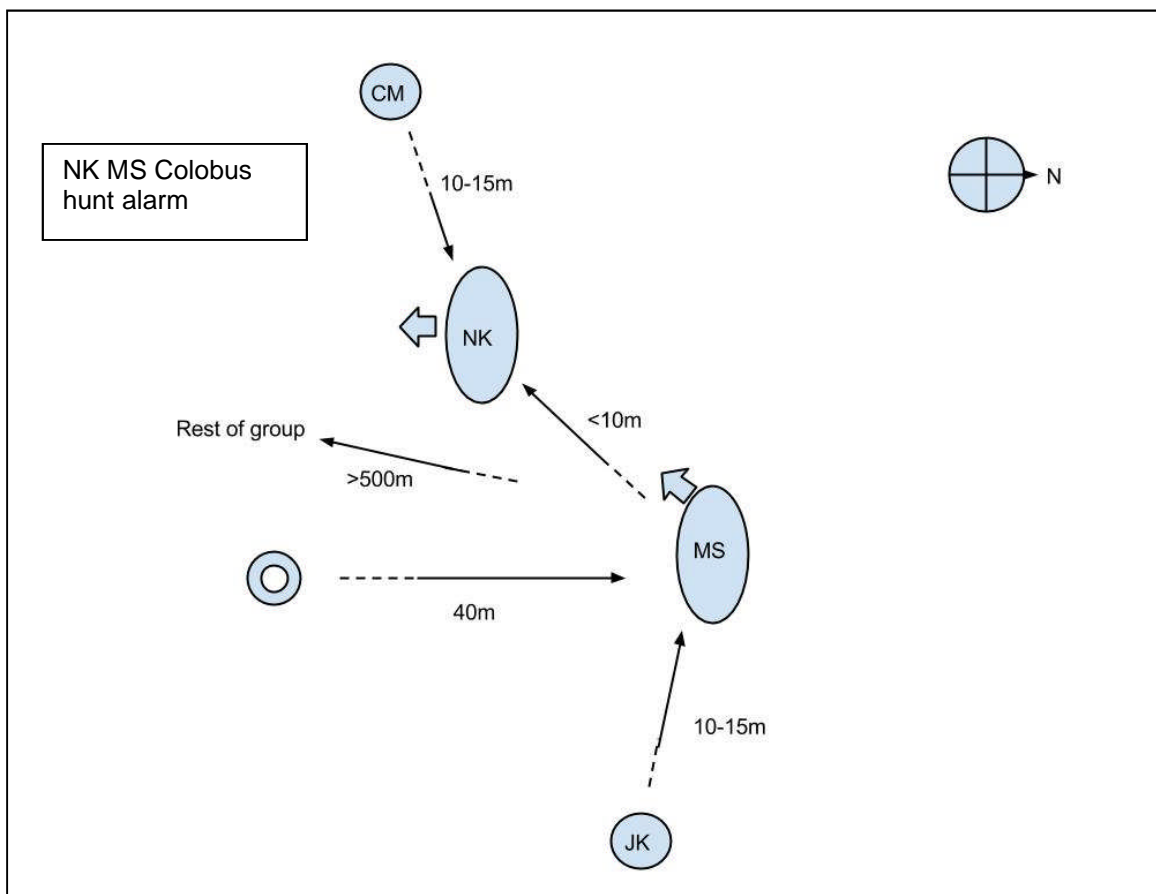 CM
NK MS Colobus
hunt alarm
N
10-15m
NK
<10m
Rest of group
>500m
MS
40m
10-15m
JK